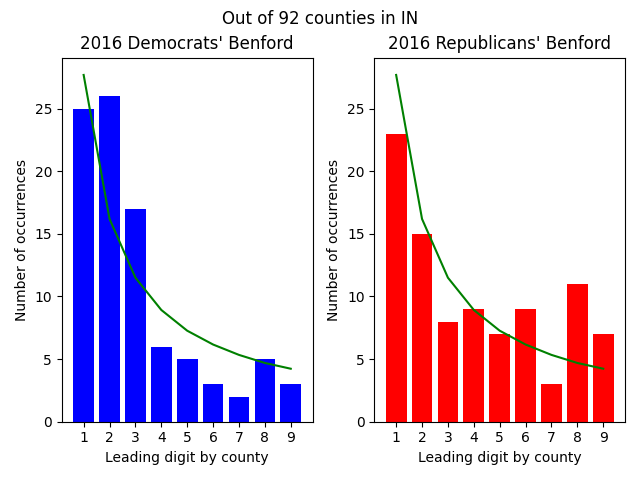 Out of 92 counties in IN
2016 Democrats' Benford
2016 Republicans' Benford
Number of occurrences
0
5
10
15
20
25
1 2 3 4 5 6 7 8 9
Leading digit by county
Number of occurrences
0
5
10
15
20
25
1 2 3 4 5 6 7 8 9
Leading digit by county